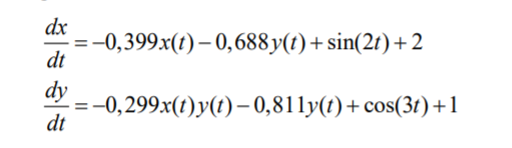 dx/dt = −0,399x(t) − 0,688y(t) + sin(2t) + 2
dy/dt = −0,299x(t)y(t) − 0,811y(t) + cos(3t) + 1